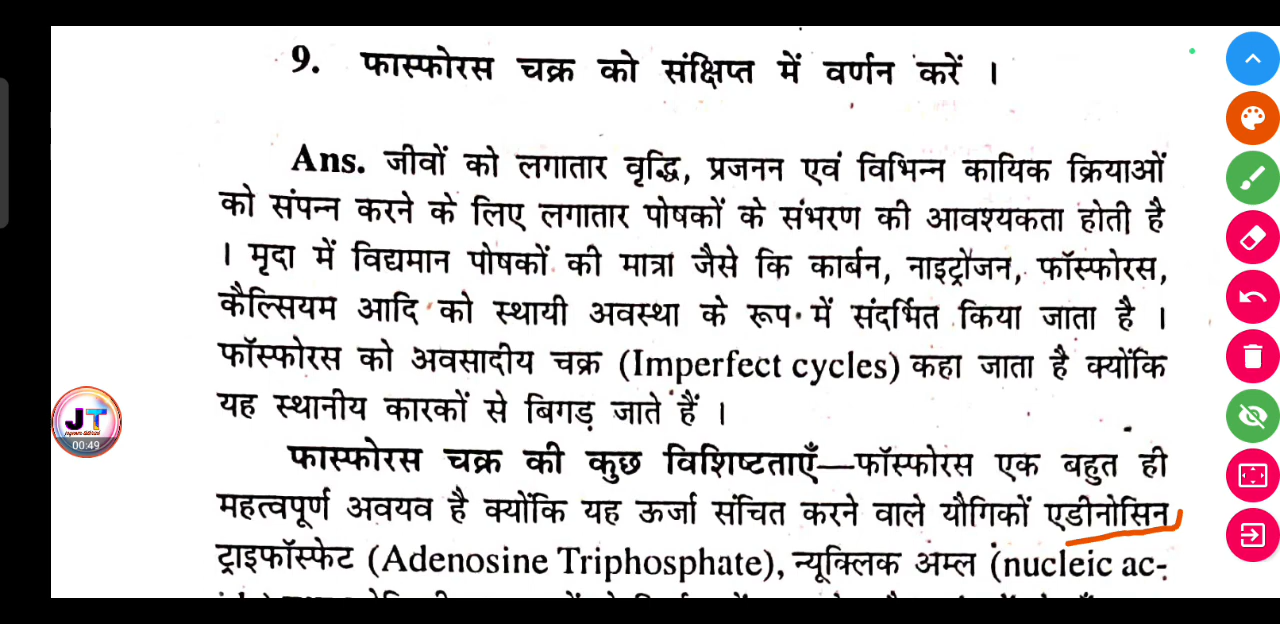 9. फास्फोरस चक्र को संक्षिप्त में वर्णन करें ।
Ans. जीवों को लगातार वृद्धि, प्रजनन एवं विभिन्न कायिक क्रियाओं
को संपन्न करने के लिए लगातार पोषकों के संभरण की आवश्यकता होती है
। मृदा में विद्यमान पोषकों की मात्रा जैसे कि कार्बन, नाइट्रोजन, फॉस्फोरस,
कैल्सियम आदि को स्थायी अवस्था के रूप में संदर्भित किया जाता है ।
फॉस्फोरस को अवसादीय चक्र (Imperfect cycles) कहा जाता है क्योंकि
यह स्थानीय कारकों से बिगड़ जाते हैं ।
फास्फोरस चक्र की कुछ विशिष्टताएँ—फॉस्फोरस एक बहुत ही
महत्वपूर्ण अवयव है क्योंकि यह ऊर्जा संचित करने वाले यौगिकों एडीनोसिन
ट्राइफॉस्फेट (Adenosine Triphosphate), न्यूक्लिक अम्ल (nucleic ac-
JT
00:49